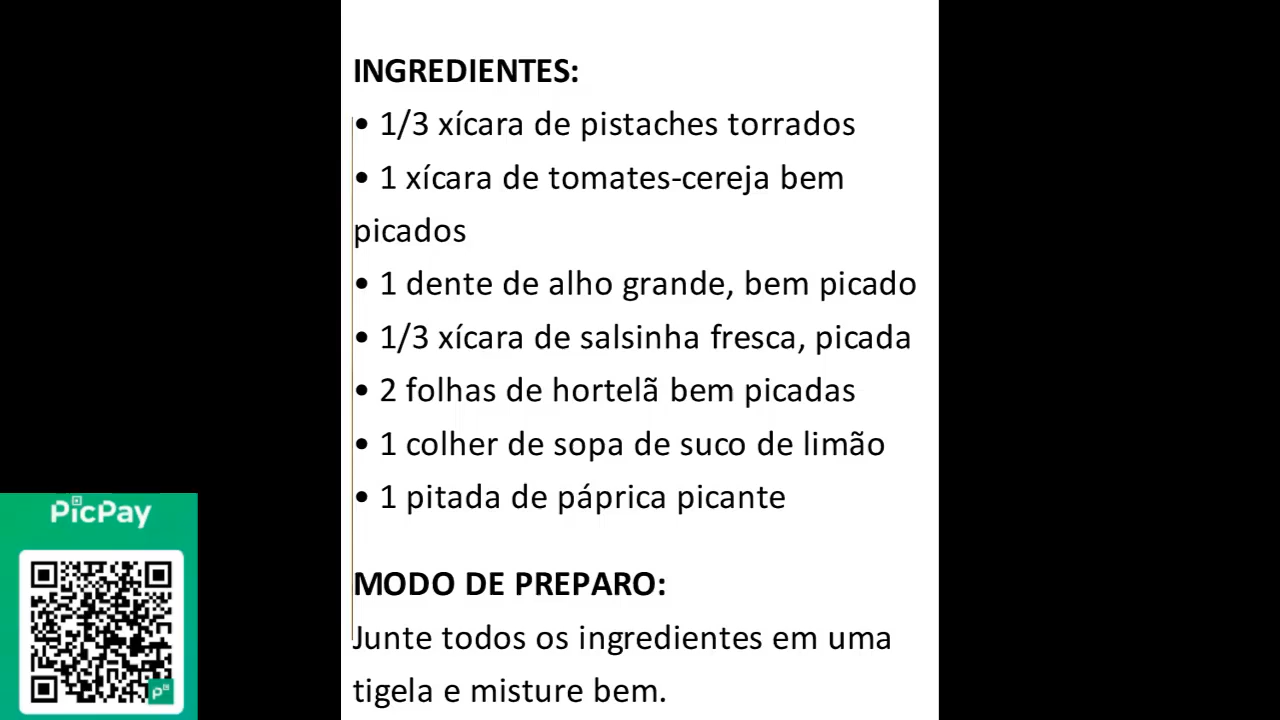 INGREDIENTES:
• 1/3 xícara de pistaches torrados
• 1 xícara de tomates-cereja bem
picados
• 1 dente de alho grande, bem picado
• 1/3 xícara de salsinha fresca, picada
• 2 folhas de hortelã bem picadas
• 1 colher de sopa de suco de limão
• 1 pitada de páprica picante
MODO DE PREPARO:
Junte todos os ingredientes em uma
tigela e misture bem.
PicPay